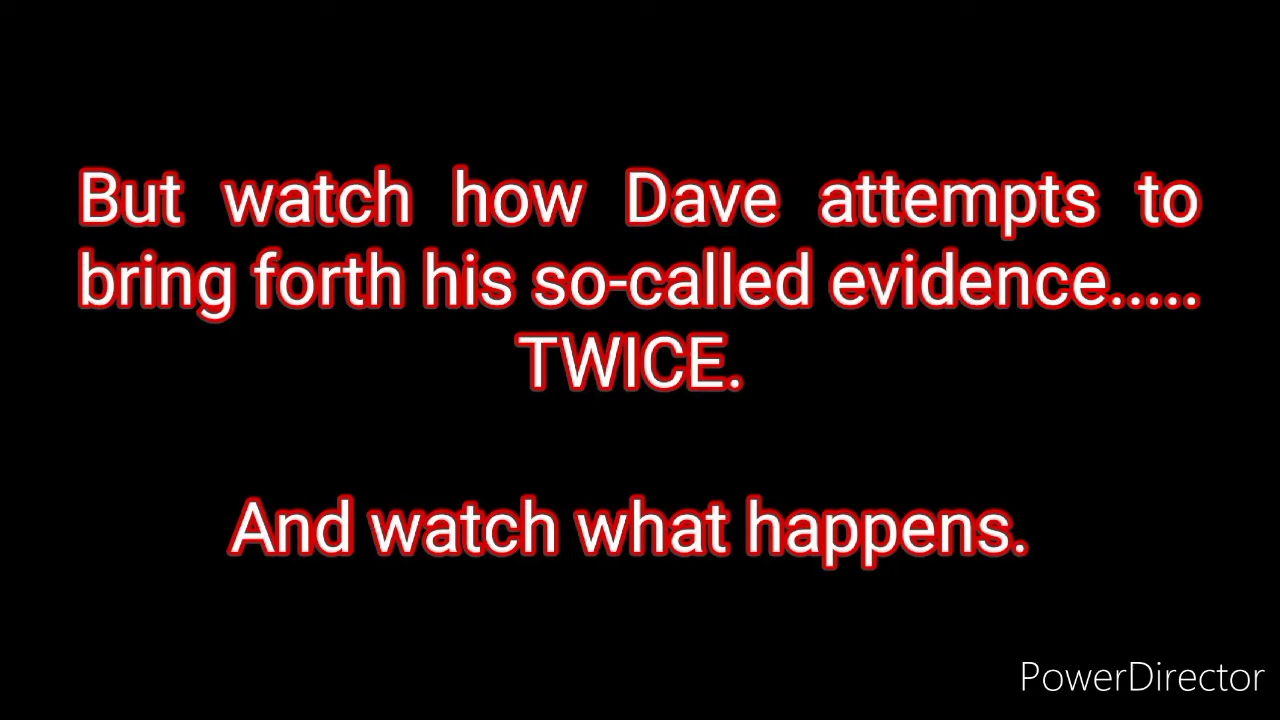 But watch how Dave attempts to
bring forth his so-called evidence.....
TWICE.
And watch what happens.
PowerDirector